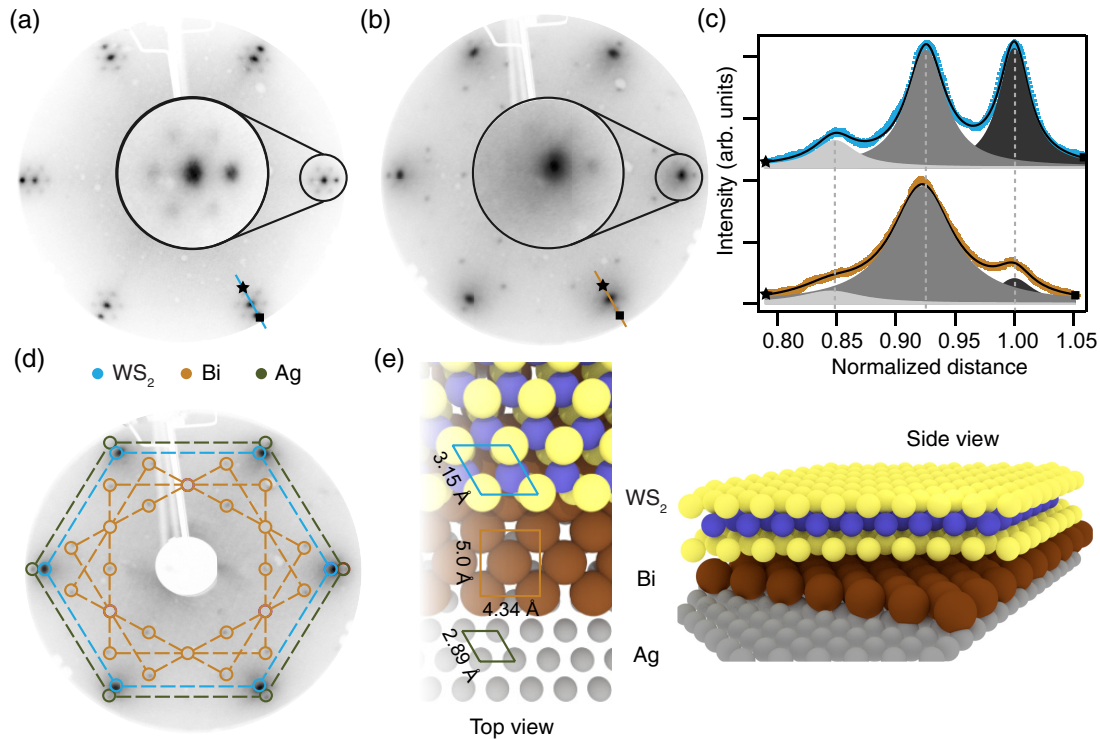 (a)
(b)
(c)
Intensity (arb. units)
0.80 0.85 0.90 0.95 1.00 1.05
Normalized distance
(d)
WS₂ Bi Ag
(e)
3.15 Å
5.0 Å
4.34 Å
2.89 Å
Top view
Side view
WS₂
Bi
Ag